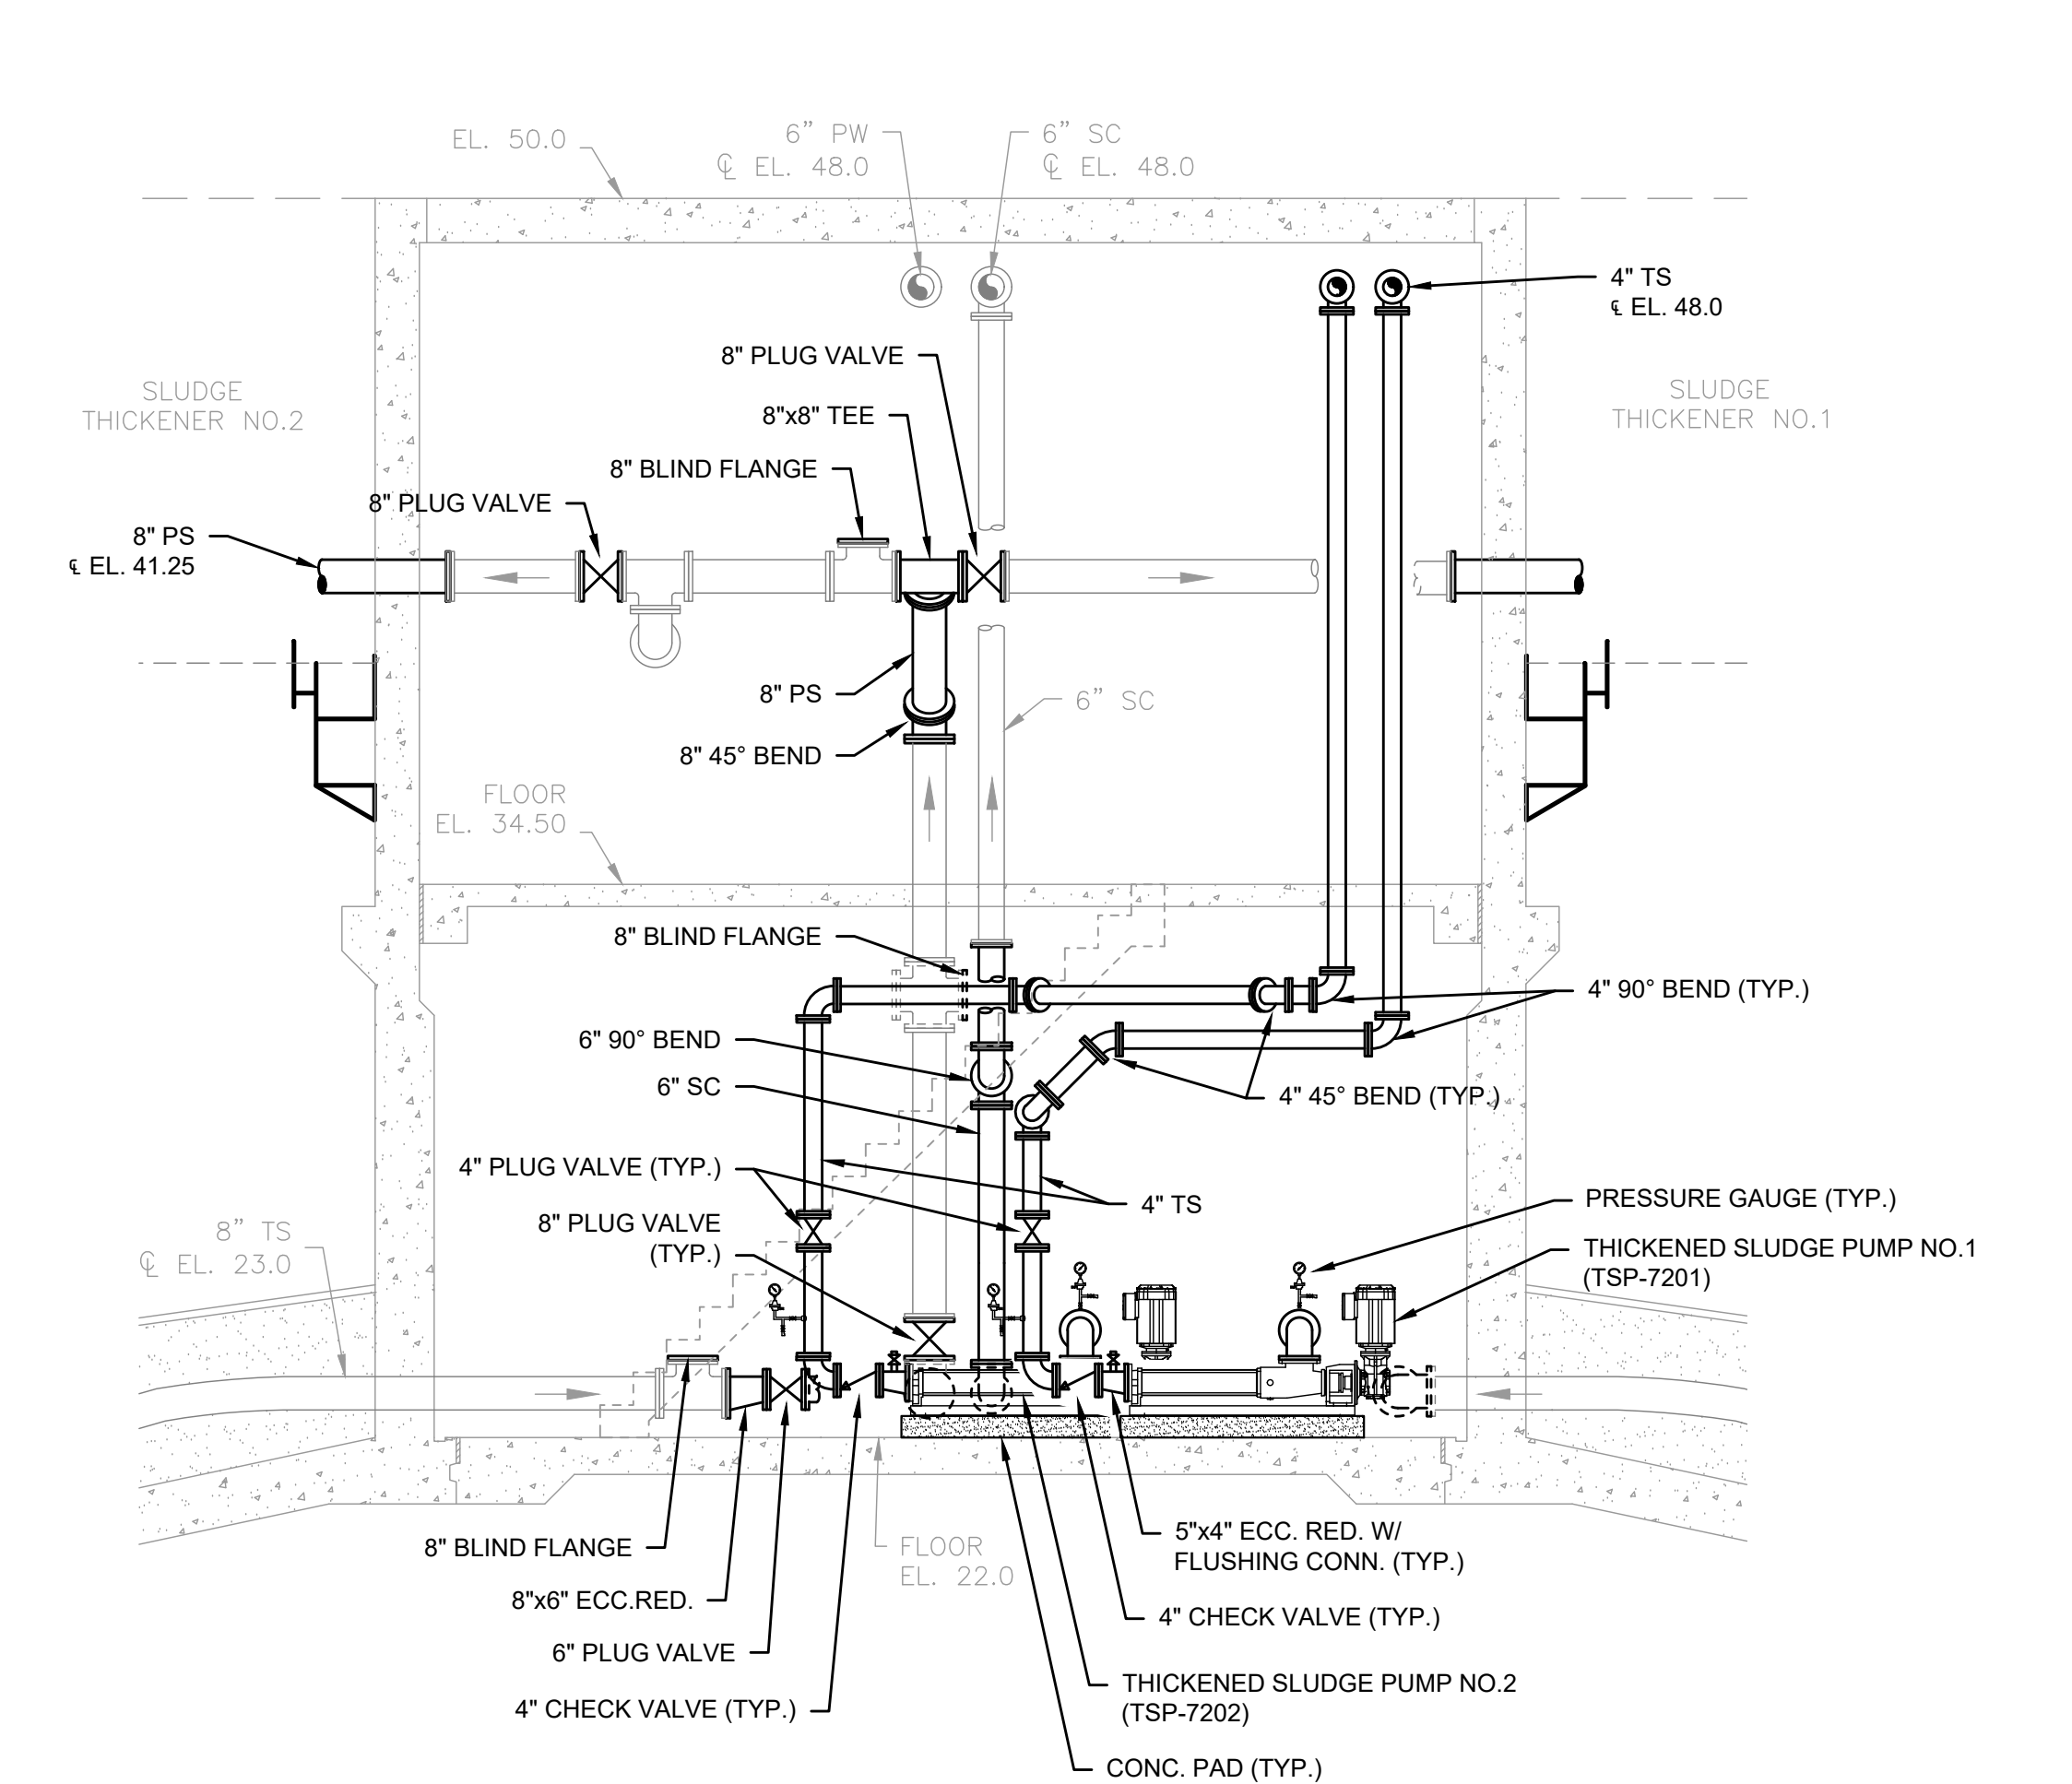 EL. 50.0
6” PW
℄ EL. 48.0
6” SC
℄ EL. 48.0
4" TS
℄ EL. 48.0
8" PLUG VALVE
SLUDGE
THICKENER NO.2
SLUDGE
THICKENER NO.1
8"x8" TEE
8" BLIND FLANGE
8" PLUG VALVE
8" PS
℄ EL. 41.25
8" PS
6” SC
8" 45° BEND
FLOOR
EL. 34.50
8" BLIND FLANGE
4" 90° BEND (TYP.)
6" 90° BEND
6" SC
4" 45° BEND (TYP.)
4" PLUG VALVE (TYP.)
4" TS
PRESSURE GAUGE (TYP.)
8" PLUG VALVE
(TYP.)
8” TS
℄ EL. 23.0
THICKENED SLUDGE PUMP NO.1
(TSP-7201)
8" BLIND FLANGE
FLOOR
EL. 22.0
5"x4" ECC. RED. W/
FLUSHING CONN. (TYP.)
8"x6" ECC.RED.
4" CHECK VALVE (TYP.)
6" PLUG VALVE
THICKENED SLUDGE PUMP NO.2
(TSP-7202)
4" CHECK VALVE (TYP.)
CONC. PAD (TYP.)